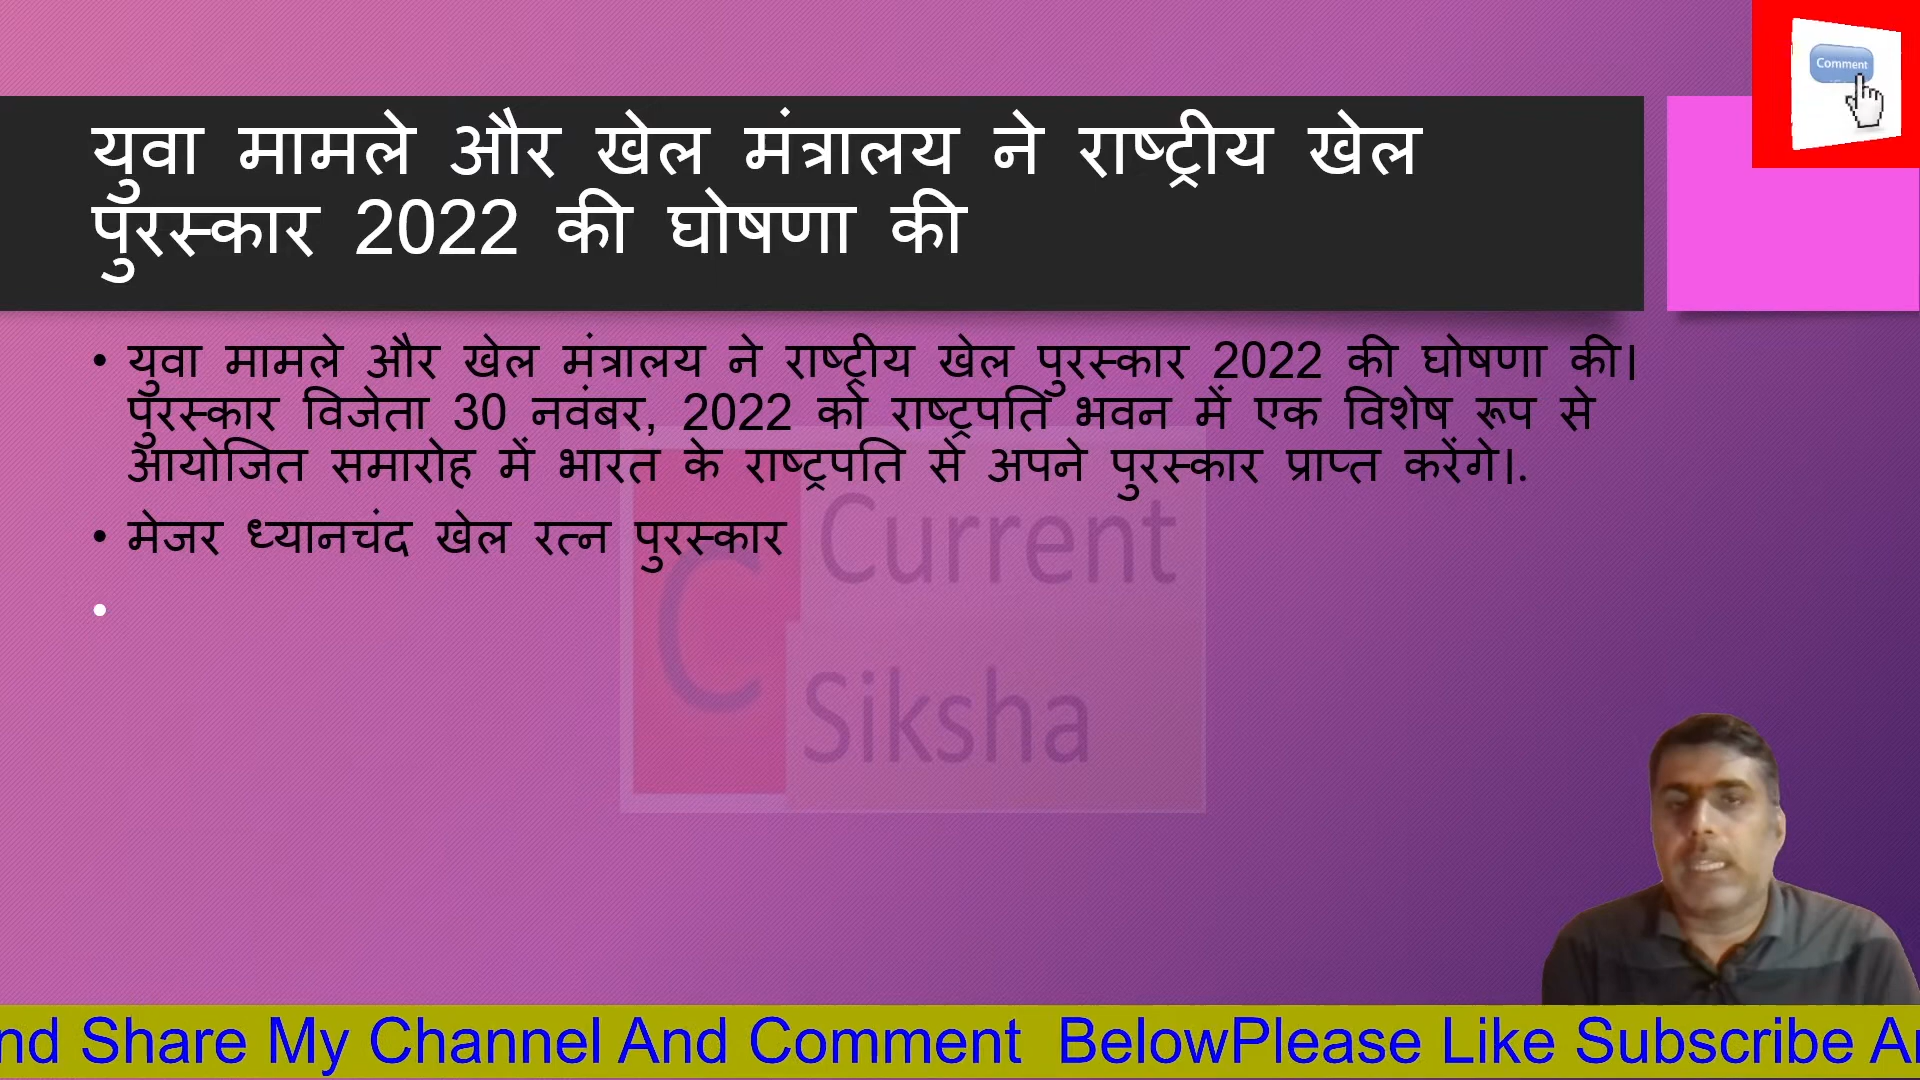 Comment
युवा मामले और खेल मंत्रालय ने राष्ट्रीय खेल
पुरस्कार 2022 की घोषणा की
• युवा मामले और खेल मंत्रालय ने राष्ट्रीय खेल पुरस्कार 2022 की घोषणा की।
पुरस्कार विजेता 30 नवंबर, 2022 को राष्ट्रपति भवन में एक विशेष रूप से
आयोजित समारोह में भारत के राष्ट्रपति से अपने पुरस्कार प्राप्त करेंगे।.
• मेजर ध्यानचंद खेल रत्न पुरस्कार
•
C Current
Siksha
nd Share My Channel And Comment BelowPlease Like Subscribe A